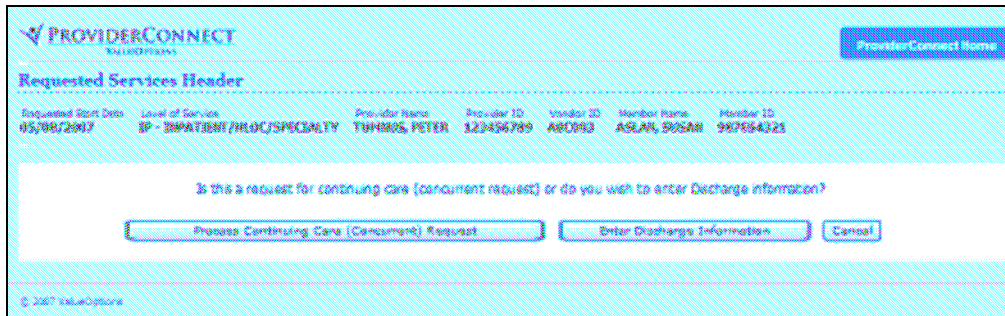 PROVIDERCONNECT
VALUEOPTIONS
ProviderConnect Home
Requested Services Header
Requested Start Date Level of Service Provider Name Provider ID Vendor ID Member Name Member ID
05/08/2007 IP - INPATIENT/HLOC/SPECIALTY TUMNUS, PETER 123456789 ASLAN, SUSAN 987654321
Is this a request for continuing care (concurrent request) or do you wish to enter Discharge information?
Process Continuing Care (Concurrent) Request Enter Discharge Information Cancel
© 2007 ValueOptions